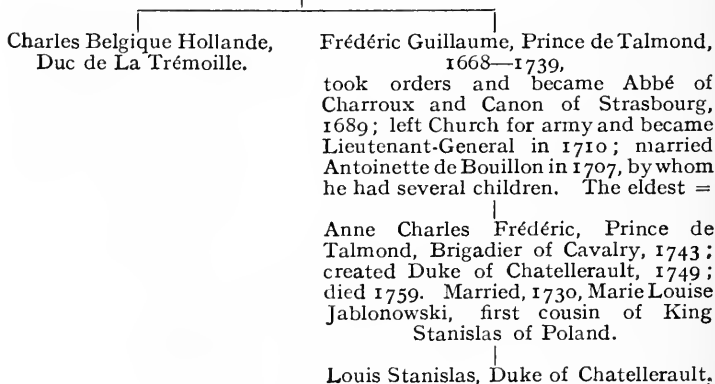 Charles Belgique Hollande,
Duc de La Trémoille.
Frédéric Guillaume, Prince de Talmond,
1668—1739,
took orders and became Abbé of
Charroux and Canon of Strasbourg,
1689; left Church for army and became
Lieutenant-General in 1710; married
Antoinette de Bouillon in 1707, by whom
he had several children. The eldest =
Anne Charles Frédéric, Prince de
Talmond, Brigadier of Cavalry, 1743;
created Duke of Chatellerault, 1749;
died 1759. Married, 1730, Marie Louise
Jablonowski, first cousin of King
Stanislas of Poland.
Louis Stanislas, Duke of Chatellerault.